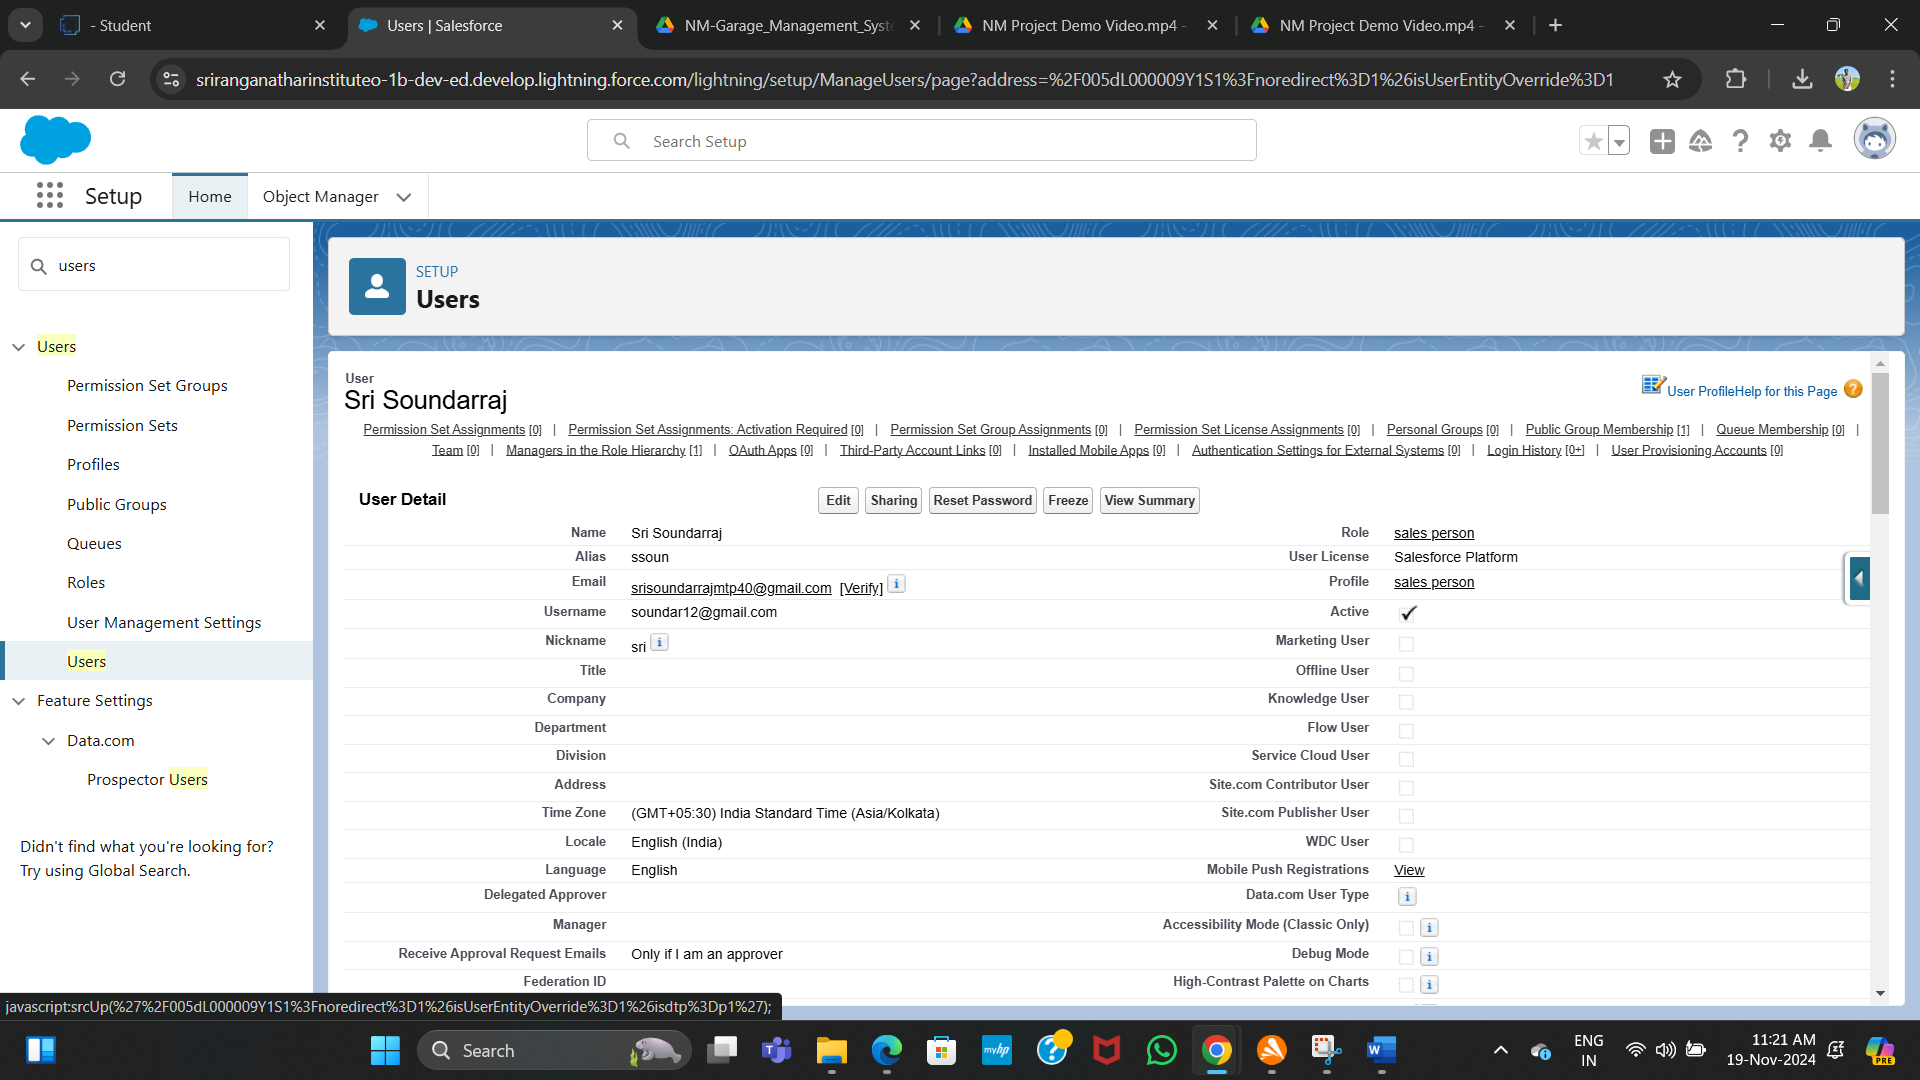 - Student
Users | Salesforce
NM-Garage_Management_Syste
NM Project Demo Video.mp4 -
NM Project Demo Video.mp4 -
sriranganatharinstituteo-1b-dev-ed.develop.lightning.force.com/lightning/setup/ManageUsers/page?address=%2F005dL000009Y1S1%3Fnoredirect%3D1%26isUserEntityOverride%3D1
Search Setup
Setup
Home
Object Manager
users
Users
Permission Set Groups
Permission Sets
Profiles
Public Groups
Queues
Roles
User Management Settings
Users
Feature Settings
Data.com
Prospector Users
Didn't find what you're looking for?
Try using Global Search.
SETUP
Users
User
Sri Soundarraj
User Profile Help for this Page ?
Permission Set Assignments [0] | Permission Set Assignments: Activation Required [0] | Permission Set Group Assignments [0] | Permission Set License Assignments [0] | Personal Groups [0] | Public Group Membership [1] | Queue Membership [0] |
Team [0] | Managers in the Role Hierarchy [1] | OAuth Apps [0] | Third-Party Account Links [0] | Installed Mobile Apps [0] | Authentication Settings for External Systems [0] | Login History [0+] | User Provisioning Accounts [0]
User Detail
Edit Sharing Reset Password Freeze View Summary
Name Sri Soundarraj Role sales person
Alias ssoun User License Salesforce Platform
Email srisoundarrajmtp40@gmail.com [Verify] i Profile sales person
Username soundar12@gmail.com Active
Nickname sri i Marketing User
Title Offline User
Company Knowledge User
Department Flow User
Division Service Cloud User
Address Site.com Contributor User
Time Zone (GMT+05:30) India Standard Time (Asia/Kolkata) Site.com Publisher User
Locale English (India) WDC User
Language English Mobile Push Registrations View
Delegated Approver Data.com User Type i
Manager Accessibility Mode (Classic Only) i
Receive Approval Request Emails Only if I am an approver Debug Mode i
Federation ID High-Contrast Palette on Charts i
javascript:srcUp(%27%2F005dL000009Y1S1%3Fnoredirect%3D1%26isUserEntityOverride%3D1%26isdtp%3Dp1%27);
Search
myhp
W
ENG
IN
11:21 AM
19-Nov-2024
PRE